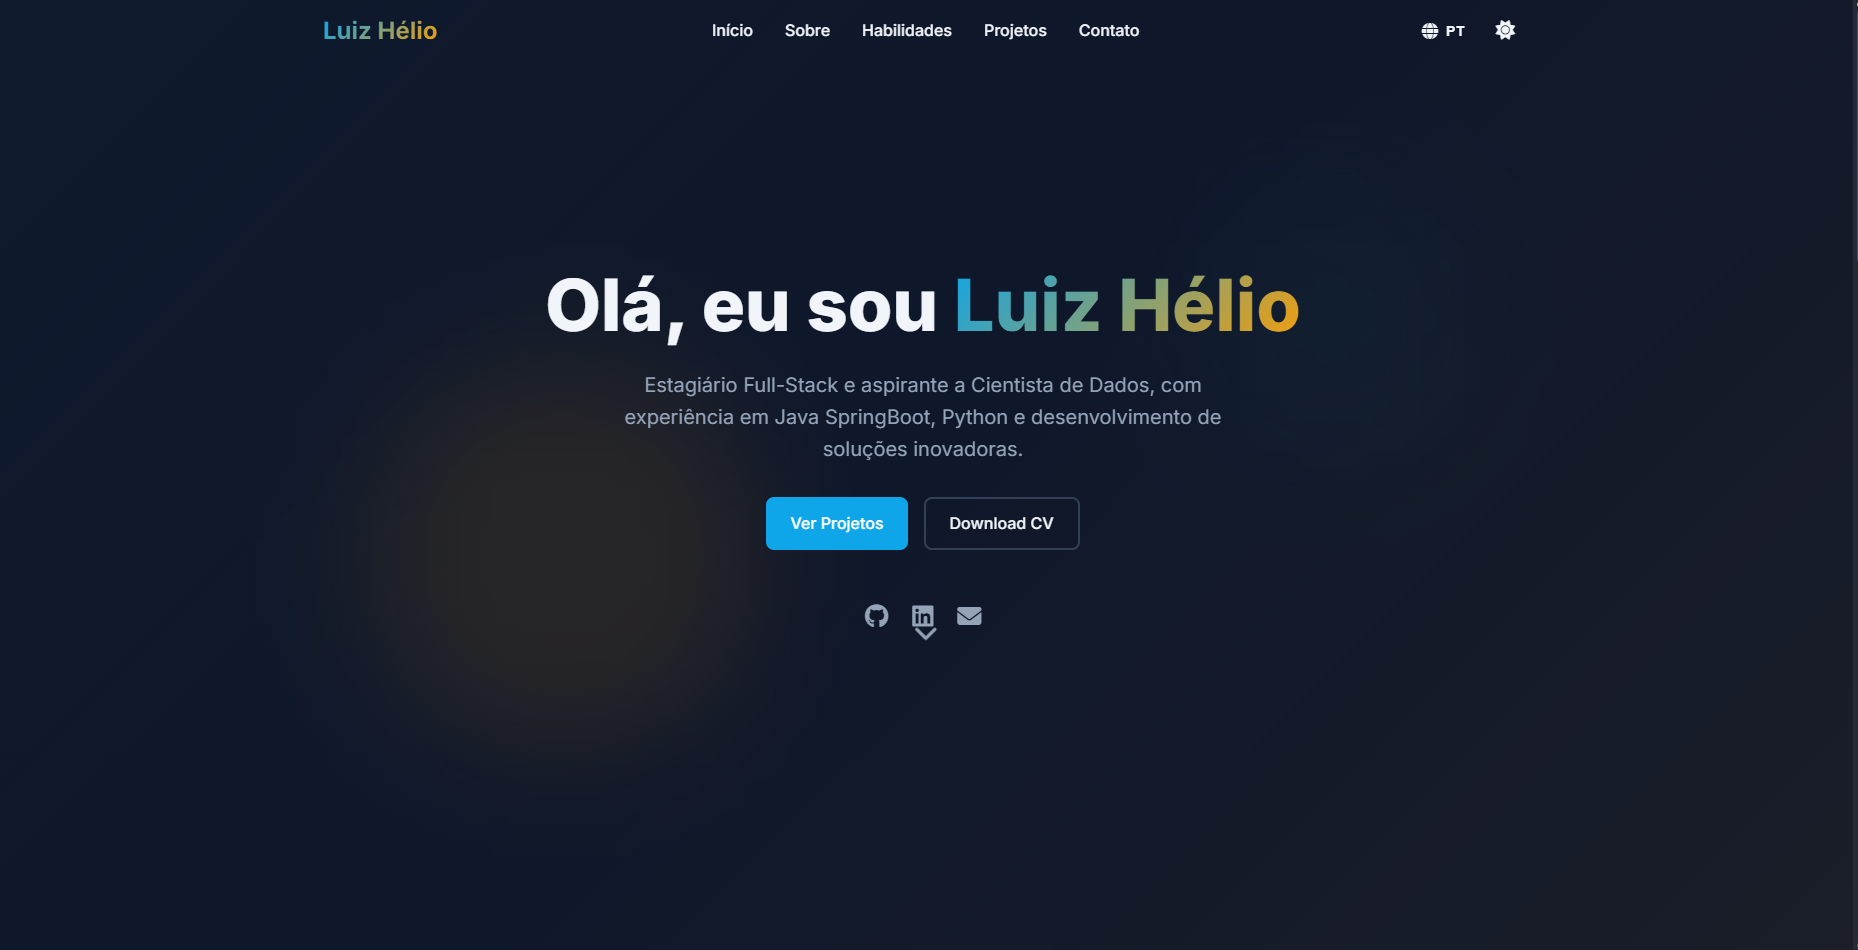 Luiz Hélio
Início
Sobre
Habilidades
Projetos
Contato
PT
Olá, eu sou Luiz Hélio
Estagiário Full-Stack e aspirante a Cientista de Dados, com
experiência em Java SpringBoot, Python e desenvolvimento de
soluções inovadoras.
Ver Projetos
Download CV
in